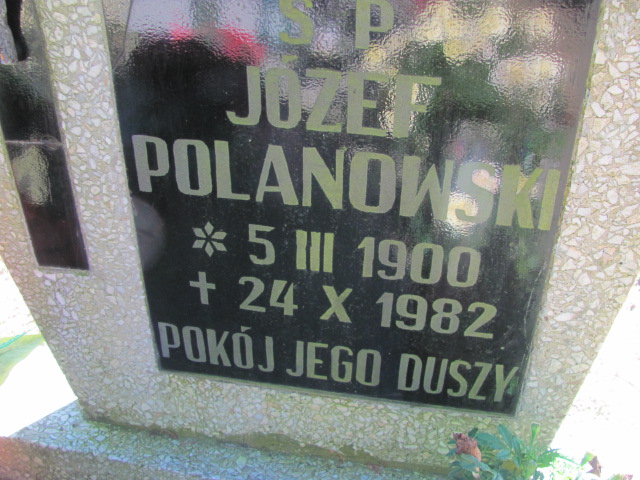 Ś P
JÓZEF
POLANOWSKI
* 5 III 1900
✝ 24 X 1982
POKÓJ JEGO DUSZY